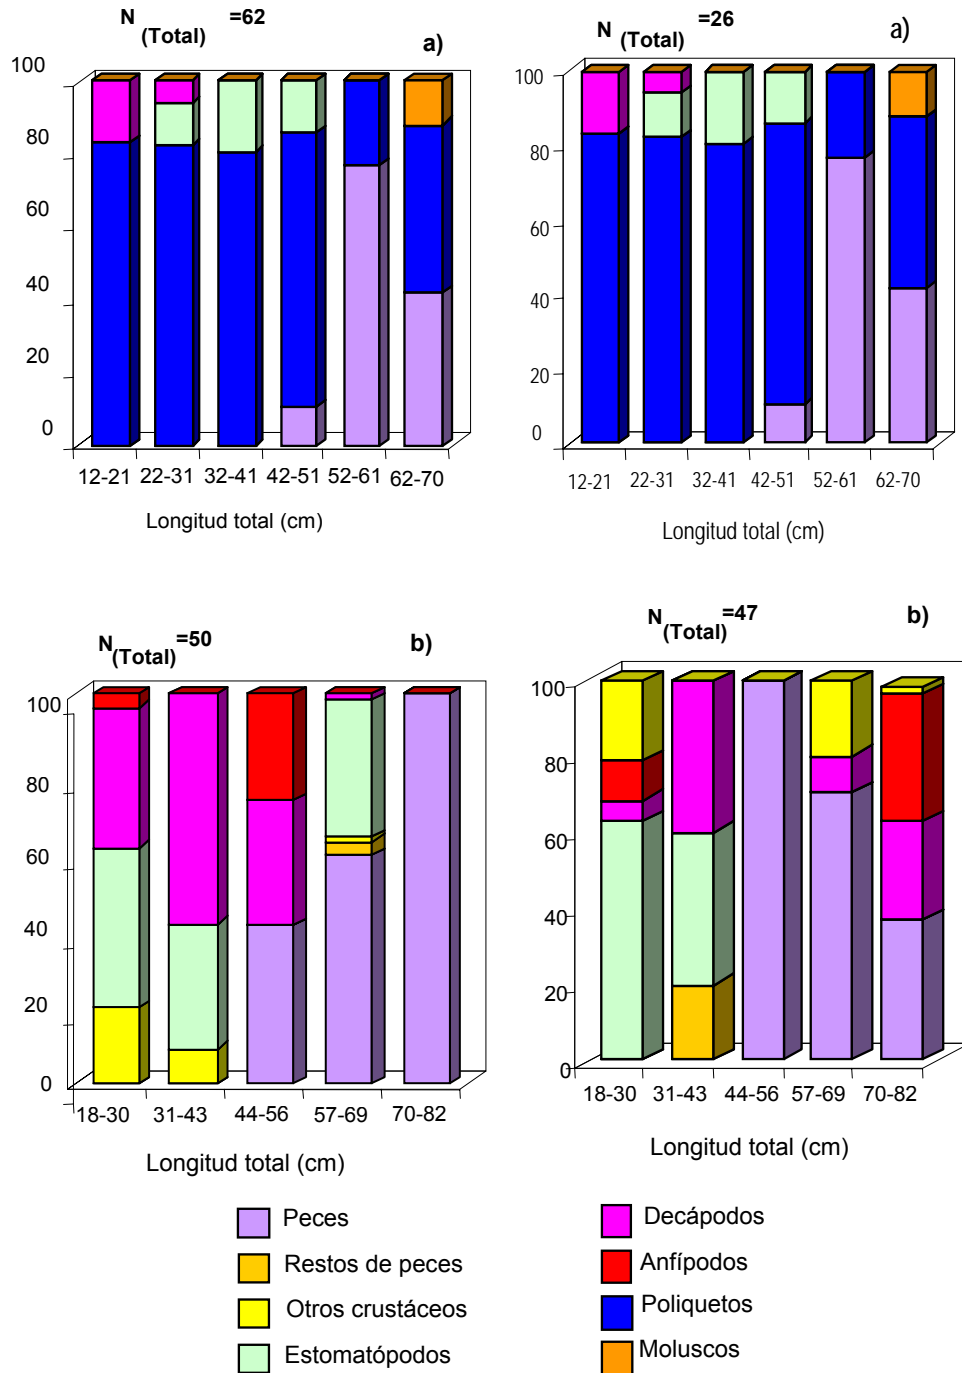 N (Total) =62
a)
100
80
60
40
20
0
12-21 22-31 32-41 42-51 52-61 62-70
Longitud total (cm)
N (Total) =26
a)
100
80
60
40
20
0
12-21 22-31 32-41 42-51 52-61 62-70
Longitud total (cm)
N (Total) =50
b)
100
80
60
40
20
0
18-30 31-43 44-56 57-69 70-82
Longitud total (cm)
N (Total) =47
b)
100
80
60
40
20
0
18-30 31-43 44-56 57-69 70-82
Longitud total (cm)
Peces
Restos de peces
Otros crustáceos
Estomatópodos
Decápodos
Anfípodos
Poliquetos
Moluscos